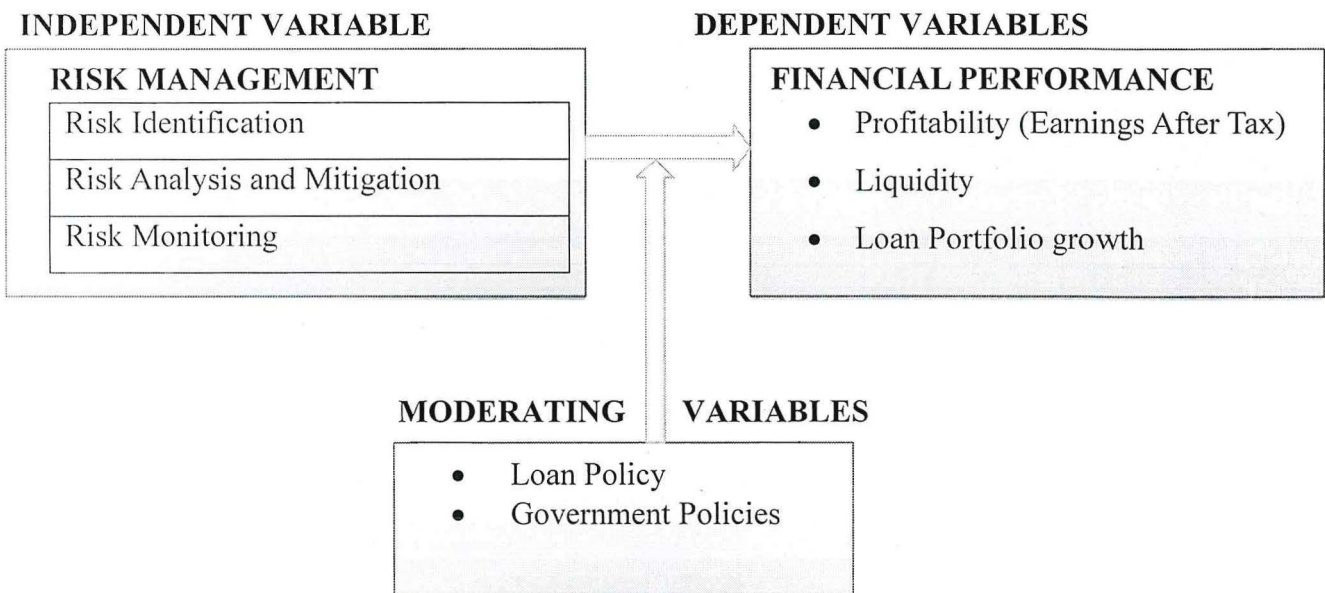 INDEPENDENT VARIABLE
RISK MANAGEMENT
Risk Identification
Risk Analysis and Mitigation
Risk Monitoring
DEPENDENT VARIABLES
FINANCIAL PERFORMANCE
• Profitability (Earnings After Tax)
• Liquidity
• Loan Portfolio growth
MODERATING VARIABLES
• Loan Policy
• Government Policies